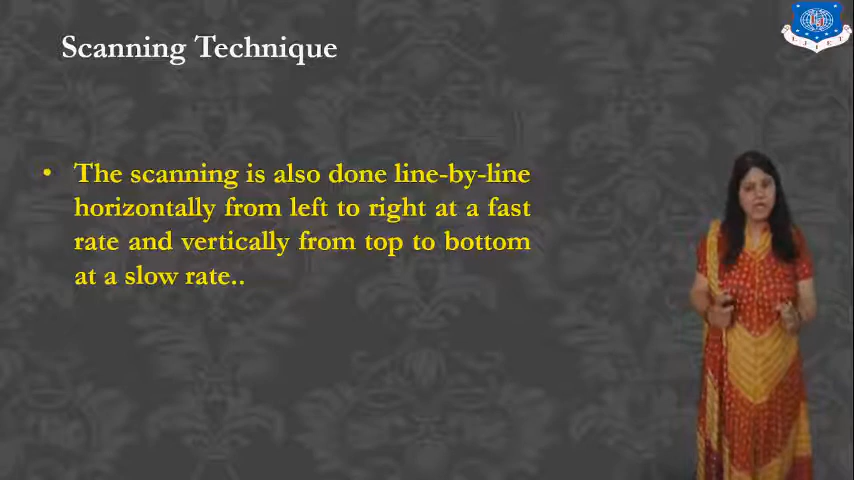 Scanning Technique
• The scanning is also done line-by-line
horizontally from left to right at a fast
rate and vertically from top to bottom
at a slow rate..
L J I E T